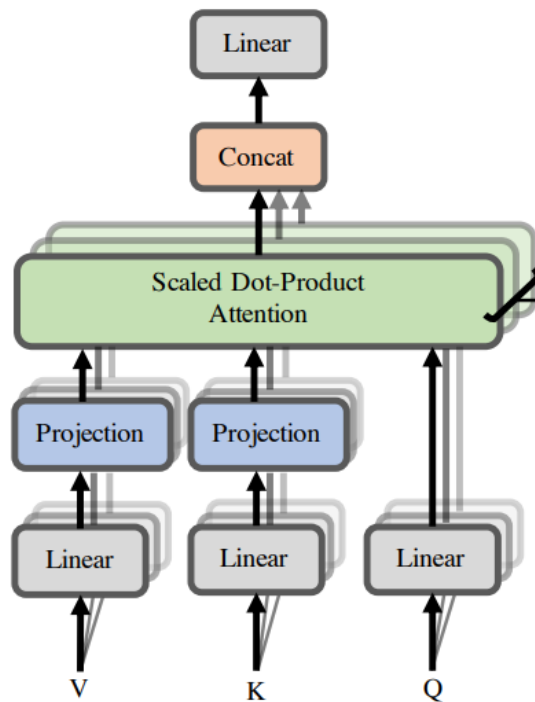 Linear
Concat
Scaled Dot-Product
Attention
Projection
Projection
Linear
Linear
Linear
V
K
Q